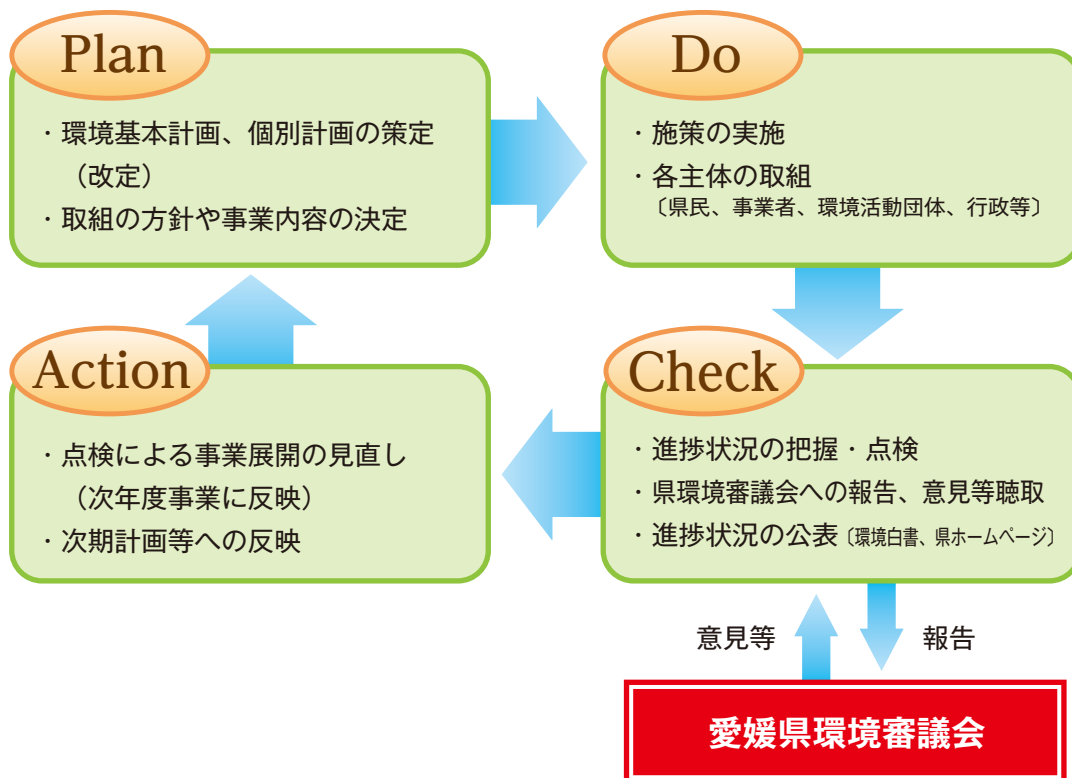 Plan
・環境基本計画、個別計画の策定
（改定）
・取組の方針や事業内容の決定
Do
・施策の実施
・各主体の取組
〔県民、事業者、環境活動団体、行政等〕
Action
・点検による事業展開の見直し
（次年度事業に反映）
・次期計画等への反映
Check
・進捗状況の把握・点検
・県環境審議会への報告、意見等聴取
・進捗状況の公表〔環境白書、県ホームページ〕
意見等
報告
愛媛県環境審議会